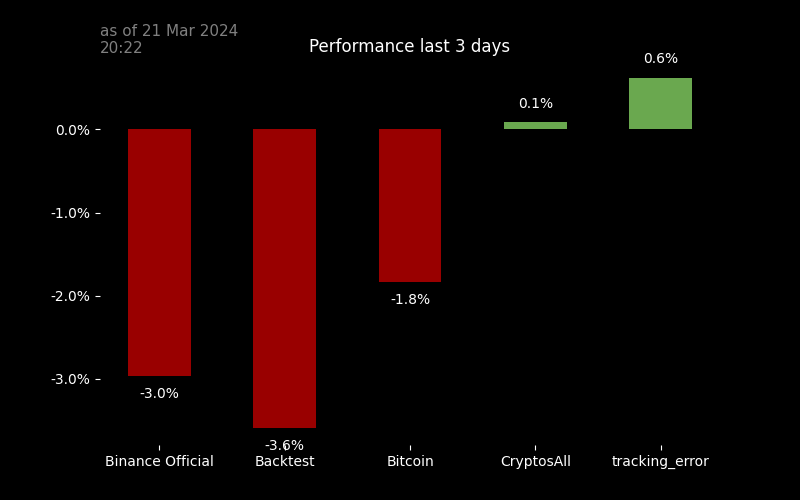 as of 21 Mar 2024
20:22
Performance last 3 days
0.6%
0.1%
0.0%
-1.0%
-2.0%
-1.8%
-3.0%
-3.0%
-3.6%
Binance Official
Backtest
Bitcoin
CryptosAll
tracking_error